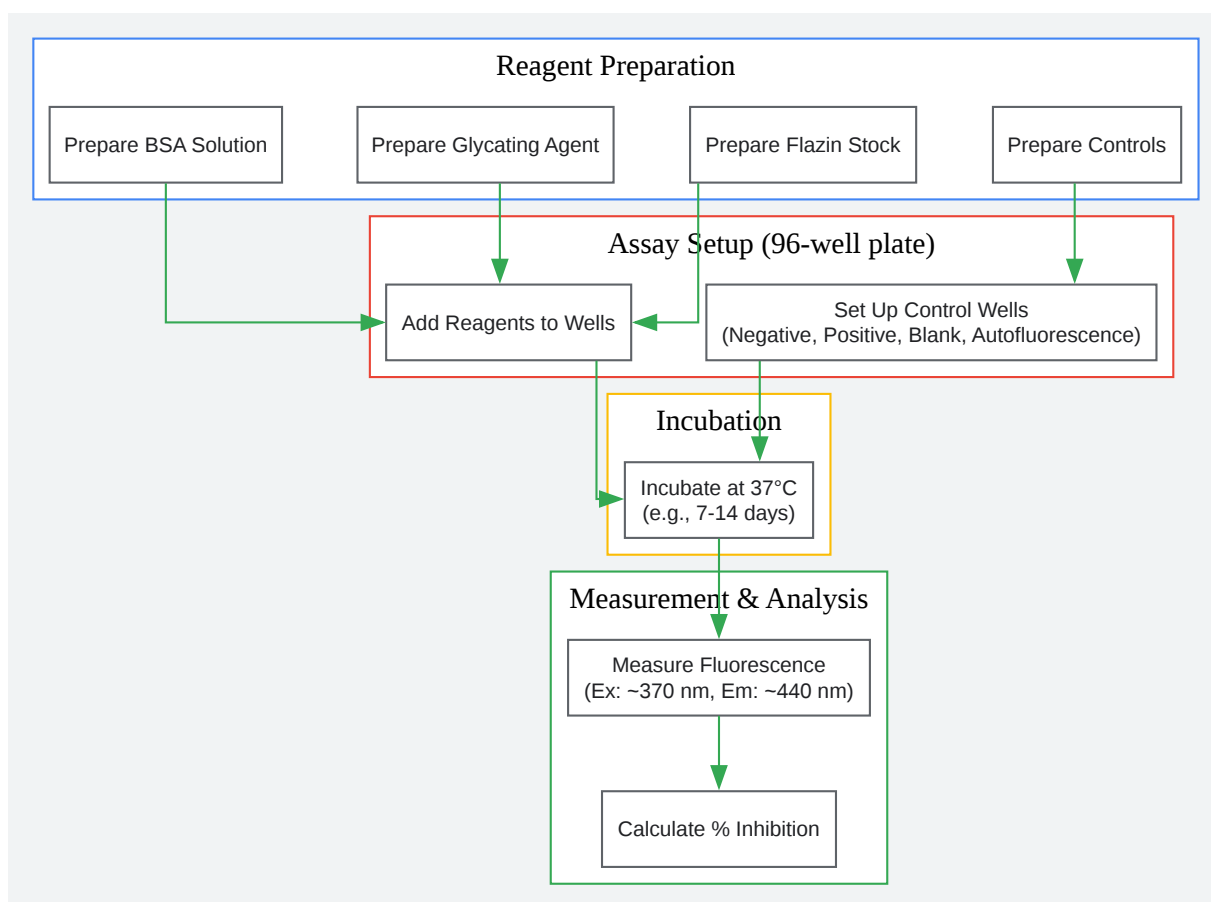 Reagent Preparation
Prepare BSA Solution
Prepare Glycating Agent
Prepare Flazin Stock
Prepare Controls
Assay Setup (96-well plate)
Add Reagents to Wells
Set Up Control Wells
(Negative, Positive, Blank, Autofluorescence)
Incubation
Incubate at 37°C
(e.g., 7-14 days)
Measurement & Analysis
Measure Fluorescence
(Ex: ~370 nm, Em: ~440 nm)
Calculate % Inhibition